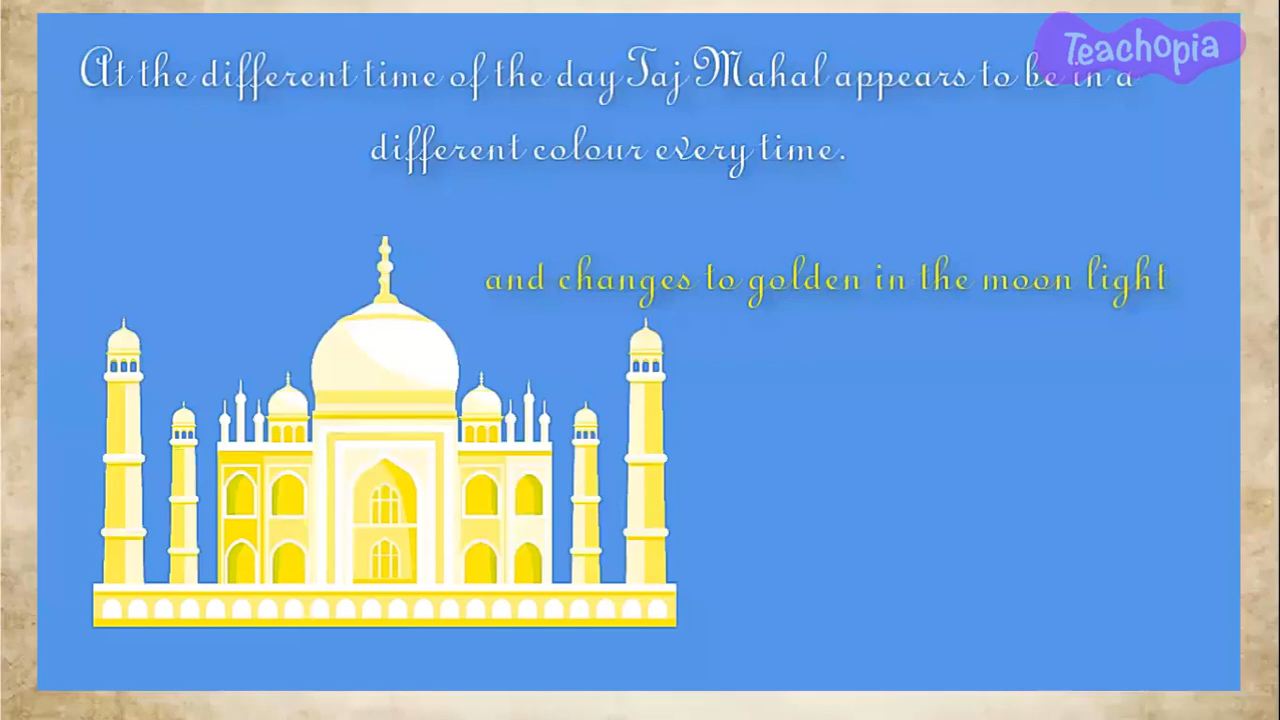 Teachopia
At the different time of the day Taj Mahal appears to be in a
different colour every time.
and changes to golden in the moon light